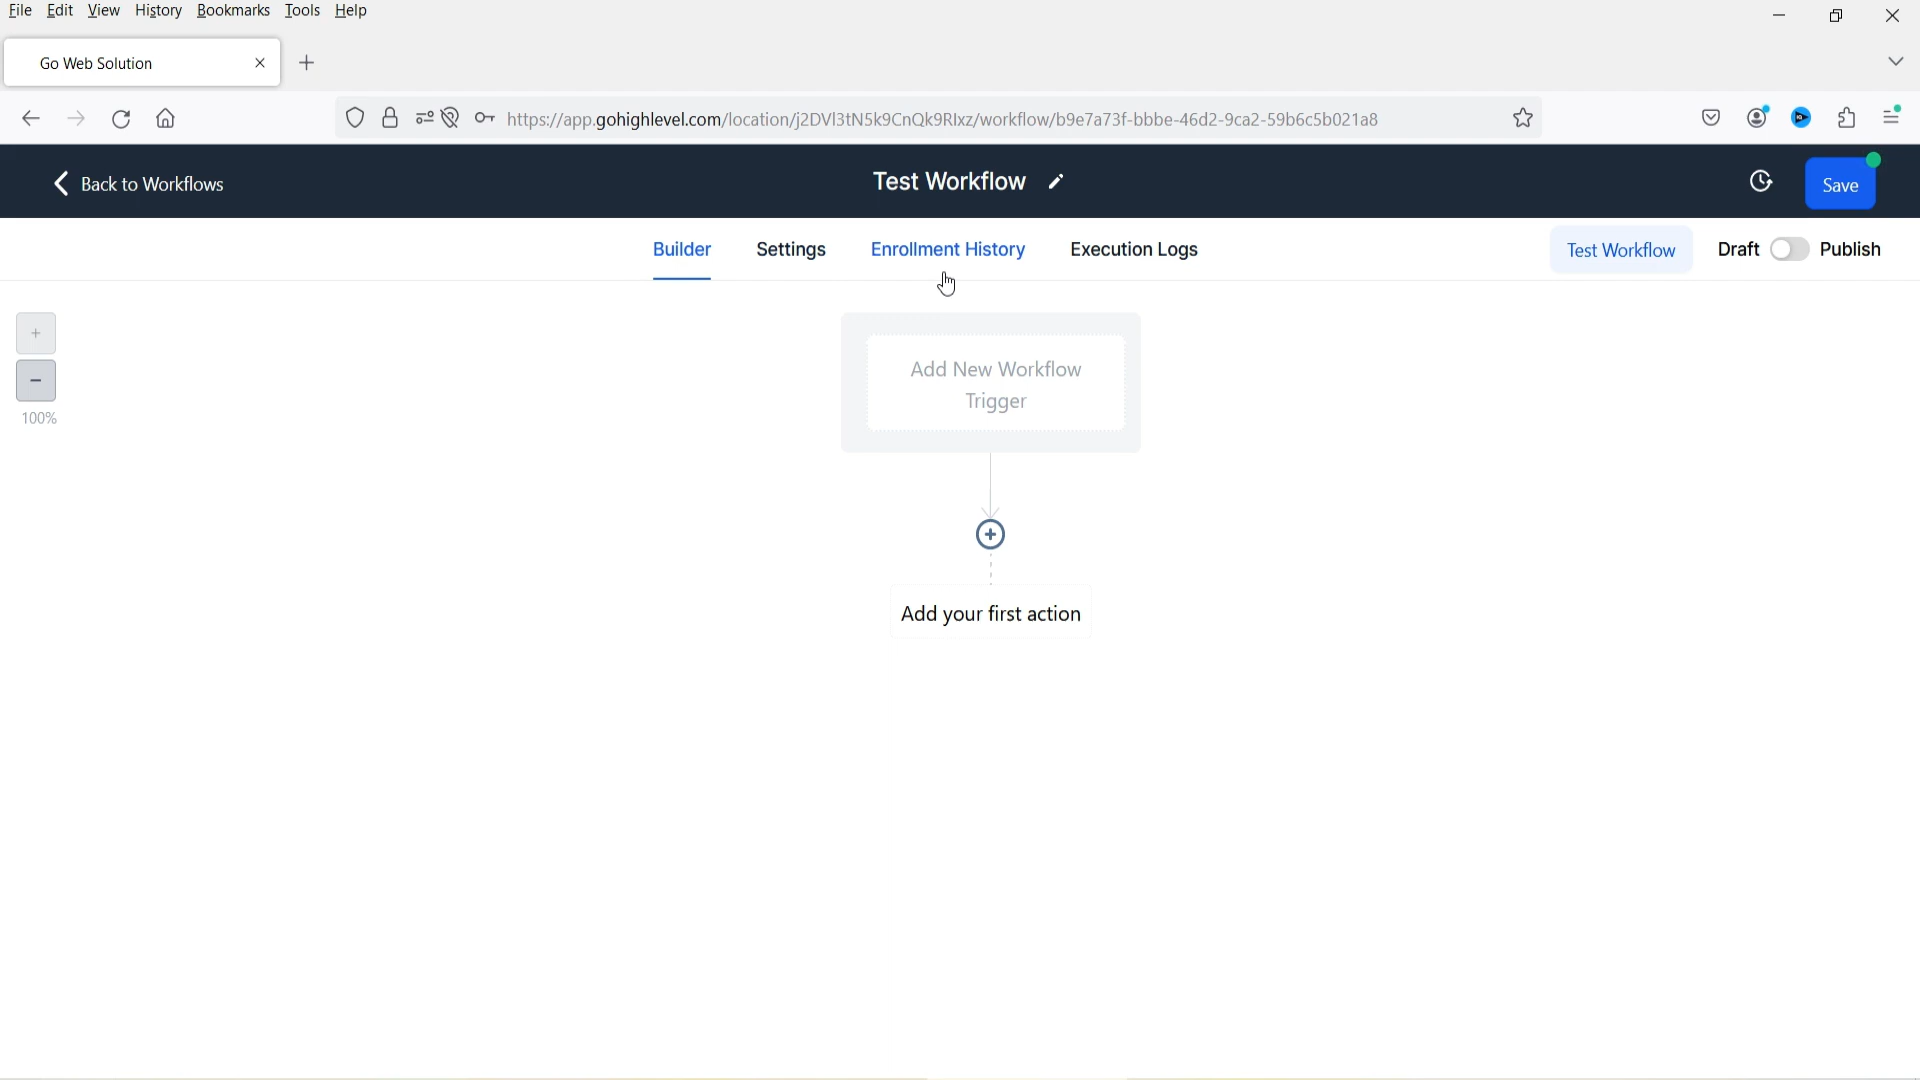 File Edit View History Bookmarks Tools Help
Go Web Solution
https://app.gohighlevel.com/location/j2DVl3tN5k9CnQk9RIxz/workflow/b9e7a73f-bbbe-46d2-9ca2-59b6c5b021a8
Back to Workflows
Test Workflow
Save
Builder Settings Enrollment History Execution Logs
Test Workflow
Draft Publish
+
−
100%
Add New Workflow
Trigger
Add your first action